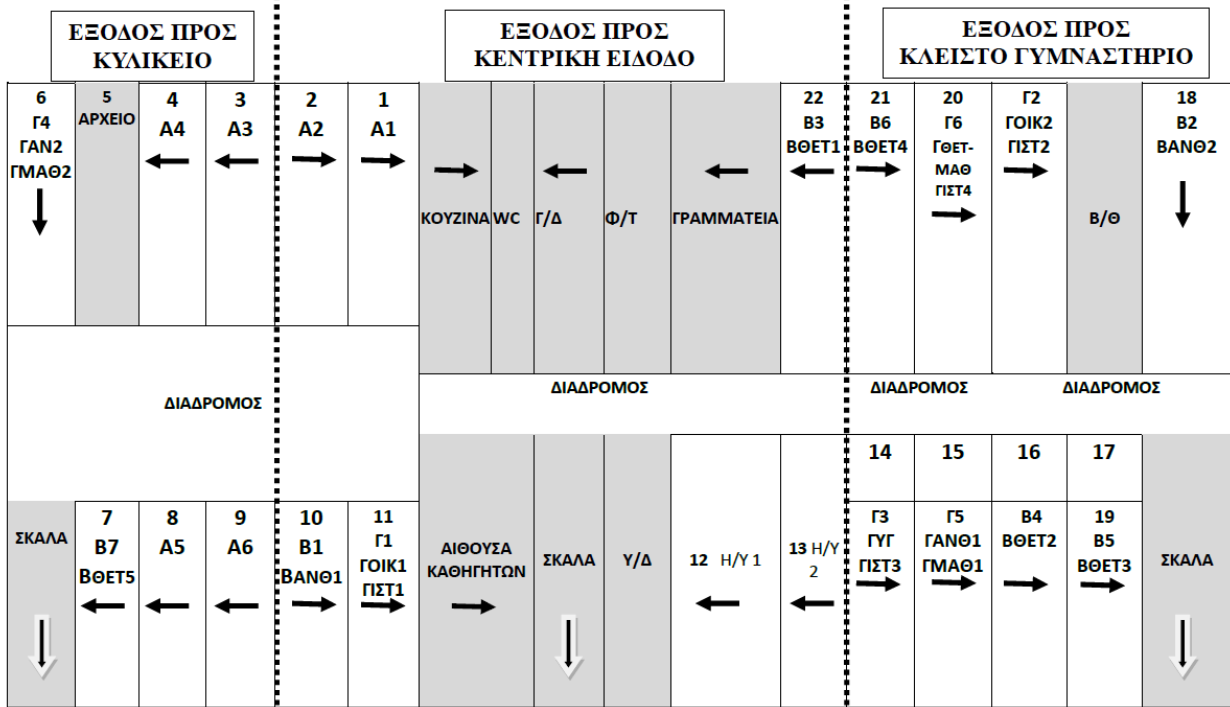 ΕΞΟΔΟΣ ΠΡΟΣ
ΚΥΛΙΚΕΙΟ
ΕΞΟΔΟΣ ΠΡΟΣ
ΚΕΝΤΡΙΚΗ ΕΙΔΟΔΟ
ΕΞΟΔΟΣ ΠΡΟΣ
ΚΛΕΙΣΤΟ ΓΥΜΝΑΣΤΗΡΙΟ
6
Γ4
ΓΑΝ2
ΓΜΑΘ2
5
ΑΡΧΕΙΟ
4
Α4
3
Α3
2
Α2
1
Α1
ΚΟΥΖΙΝΑ
WC
Γ/Δ
Φ/Τ
ΓΡΑΜΜΑΤΕΙΑ
22
Β3
ΒΘΕΤ1
21
Β6
ΒΘΕΤ4
20
Γ6
ΓΘΕΤ-
ΜΑΘ
ΓΙΣΤ4
Γ2
ΓΟΙΚ2
ΓΙΣΤ2
Β/Θ
18
Β2
ΒΑΝΘ2
ΔΙΑΔΡΟΜΟΣ
ΔΙΑΔΡΟΜΟΣ
ΔΙΑΔΡΟΜΟΣ
ΔΙΑΔΡΟΜΟΣ
ΣΚΑΛΑ
7
Β7
ΒΘΕΤ5
8
Α5
9
Α6
10
Β1
ΒΑΝΘ1
11
Γ1
ΓΟΙΚ1
ΓΙΣΤ1
ΑΙΘΟΥΣΑ
ΚΑΘΗΓΗΤΩΝ
ΣΚΑΛΑ
Υ/Δ
12 Η/Υ 1
13 Η/Υ
2
14
Γ3
ΓΥΓ
ΓΙΣΤ3
15
Γ5
ΓΑΝΘ1
ΓΜΑΘ1
16
Β4
ΒΘΕΤ2
17
19
Β5
ΒΘΕΤ3
ΣΚΑΛΑ